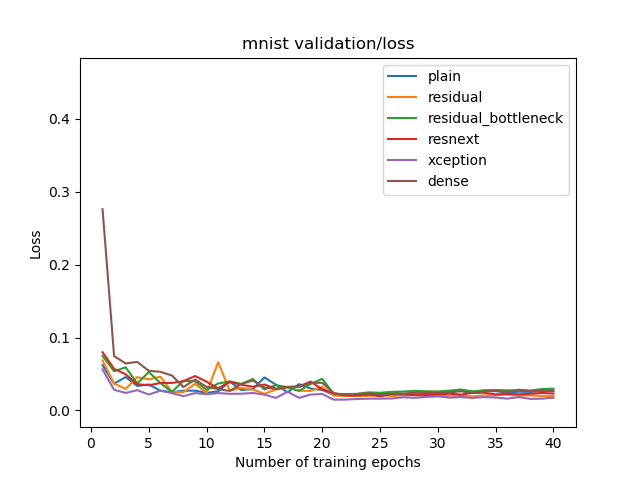 mnist validation/loss
plain
residual
residual_bottleneck
resnext
xception
dense
Loss
0.4
0.3
0.2
0.1
0.0
0 5 10 15 20 25 30 35 40
Number of training epochs